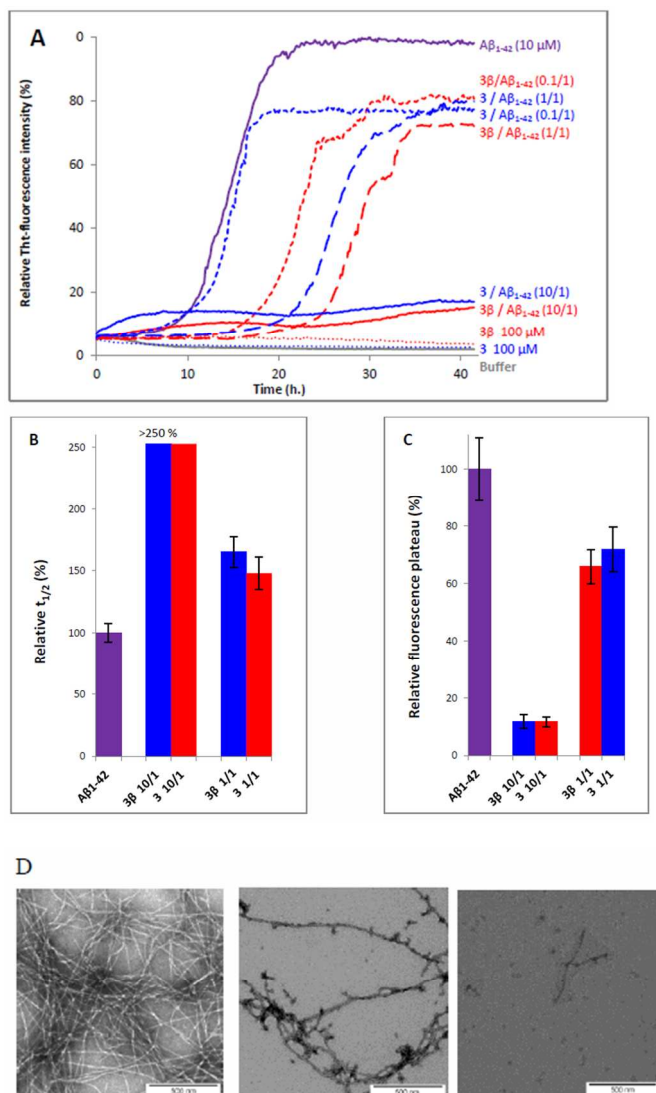 A
Relative Tht-fluorescence intensity (%)
0
80
60
40
20
0
0 10 20 30 40
Time (h.)
Aβ1-42 (10 µM)
3β/Aβ1-42 (0.1/1)
3 / Aβ1-42 (1/1)
3 / Aβ1-42 (0.1/1)
3β / Aβ1-42 (1/1)
3 / Aβ1-42 (10/1)
3β / Aβ1-42 (10/1)
3β 100 µM
3 100 µM
Buffer
B
>250 %
Relative t1/2 (%)
250
200
150
100
50
0
Aβ1-42
3β 10/1
3 10/1
3β 1/1
3 1/1
C
Relative fluorescence plateau (%)
100
80
60
40
20
0
Aβ1-42
3β 10/1
3 10/1
3β 1/1
3 1/1
D
500 nm
500 nm
500 nm